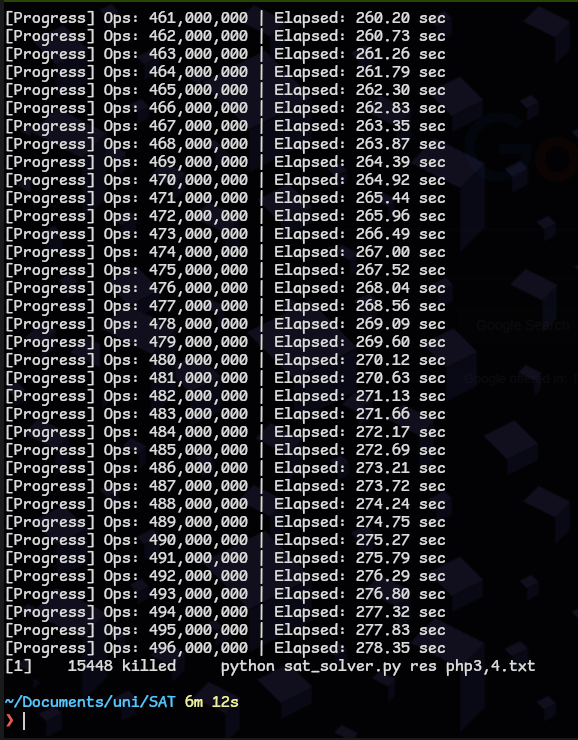 [Progress] Ops: 461,000,000 | Elapsed: 260.20 sec
[Progress] Ops: 462,000,000 | Elapsed: 260.73 sec
[Progress] Ops: 463,000,000 | Elapsed: 261.26 sec
[Progress] Ops: 464,000,000 | Elapsed: 261.79 sec
[Progress] Ops: 465,000,000 | Elapsed: 262.30 sec
[Progress] Ops: 466,000,000 | Elapsed: 262.83 sec
[Progress] Ops: 467,000,000 | Elapsed: 263.35 sec
[Progress] Ops: 468,000,000 | Elapsed: 263.87 sec
[Progress] Ops: 469,000,000 | Elapsed: 264.39 sec
[Progress] Ops: 470,000,000 | Elapsed: 264.92 sec
[Progress] Ops: 471,000,000 | Elapsed: 265.44 sec
[Progress] Ops: 472,000,000 | Elapsed: 265.96 sec
[Progress] Ops: 473,000,000 | Elapsed: 266.49 sec
[Progress] Ops: 474,000,000 | Elapsed: 267.00 sec
[Progress] Ops: 475,000,000 | Elapsed: 267.52 sec
[Progress] Ops: 476,000,000 | Elapsed: 268.04 sec
[Progress] Ops: 477,000,000 | Elapsed: 268.56 sec
[Progress] Ops: 478,000,000 | Elapsed: 269.09 sec
[Progress] Ops: 479,000,000 | Elapsed: 269.60 sec
[Progress] Ops: 480,000,000 | Elapsed: 270.12 sec
[Progress] Ops: 481,000,000 | Elapsed: 270.63 sec
[Progress] Ops: 482,000,000 | Elapsed: 271.13 sec
[Progress] Ops: 483,000,000 | Elapsed: 271.66 sec
[Progress] Ops: 484,000,000 | Elapsed: 272.17 sec
[Progress] Ops: 485,000,000 | Elapsed: 272.69 sec
[Progress] Ops: 486,000,000 | Elapsed: 273.21 sec
[Progress] Ops: 487,000,000 | Elapsed: 273.72 sec
[Progress] Ops: 488,000,000 | Elapsed: 274.24 sec
[Progress] Ops: 489,000,000 | Elapsed: 274.75 sec
[Progress] Ops: 490,000,000 | Elapsed: 275.27 sec
[Progress] Ops: 491,000,000 | Elapsed: 275.79 sec
[Progress] Ops: 492,000,000 | Elapsed: 276.29 sec
[Progress] Ops: 493,000,000 | Elapsed: 276.80 sec
[Progress] Ops: 494,000,000 | Elapsed: 277.32 sec
[Progress] Ops: 495,000,000 | Elapsed: 277.83 sec
[Progress] Ops: 496,000,000 | Elapsed: 278.35 sec
[1]    15448 killed     python sat_solver.py res php3,4.txt
~/Documents/uni/SAT 6m 12s
❯
Go
Google Search
Google offered in: